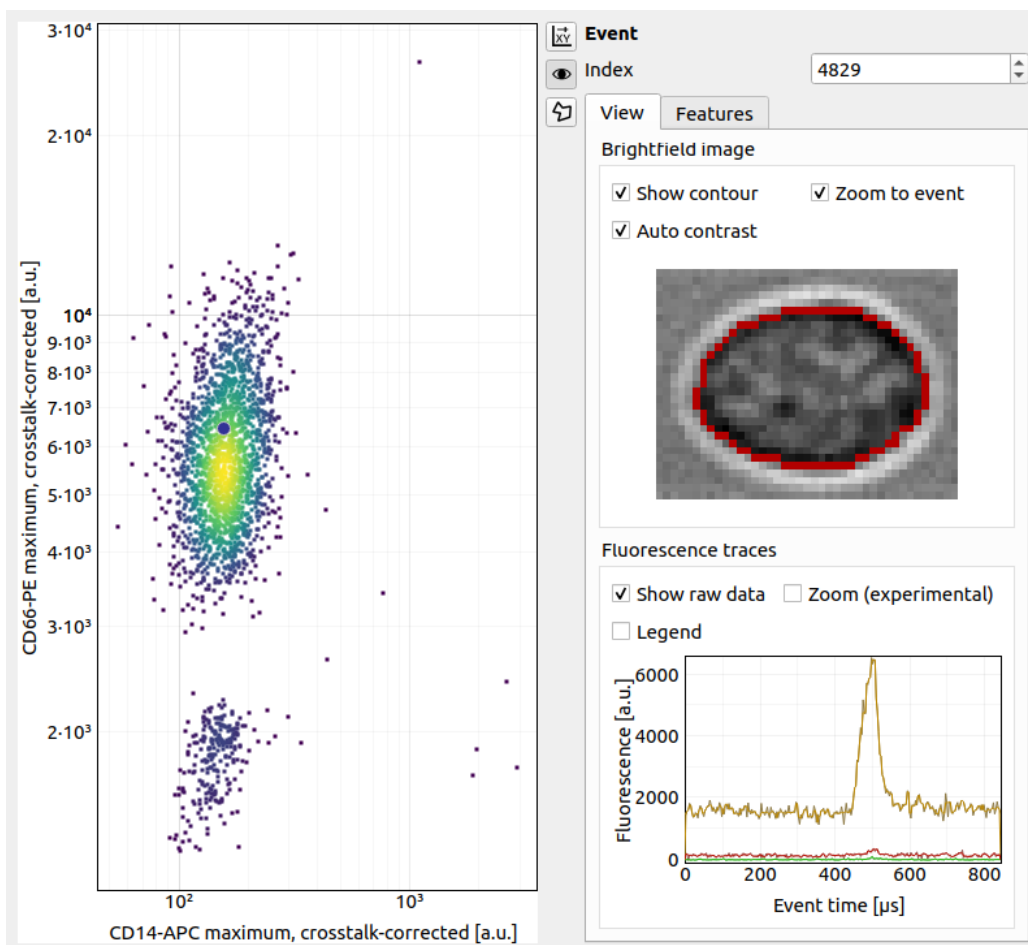 3·10⁴
2·10⁴
10⁴
9·10³
8·10³
7·10³
6·10³
5·10³
4·10³
3·10³
2·10³
CD66-PE maximum, crosstalk-corrected [a.u.]
10² 10³
CD14-APC maximum, crosstalk-corrected [a.u.]
XY
Event
Index 4829
View Features
Brightfield image
Show contour Zoom to event
Auto contrast
Fluorescence traces
Show raw data Zoom (experimental)
Legend
Fluorescence [a.u.]
6000
4000
2000
0
0 200 400 600 800
Event time [µs]